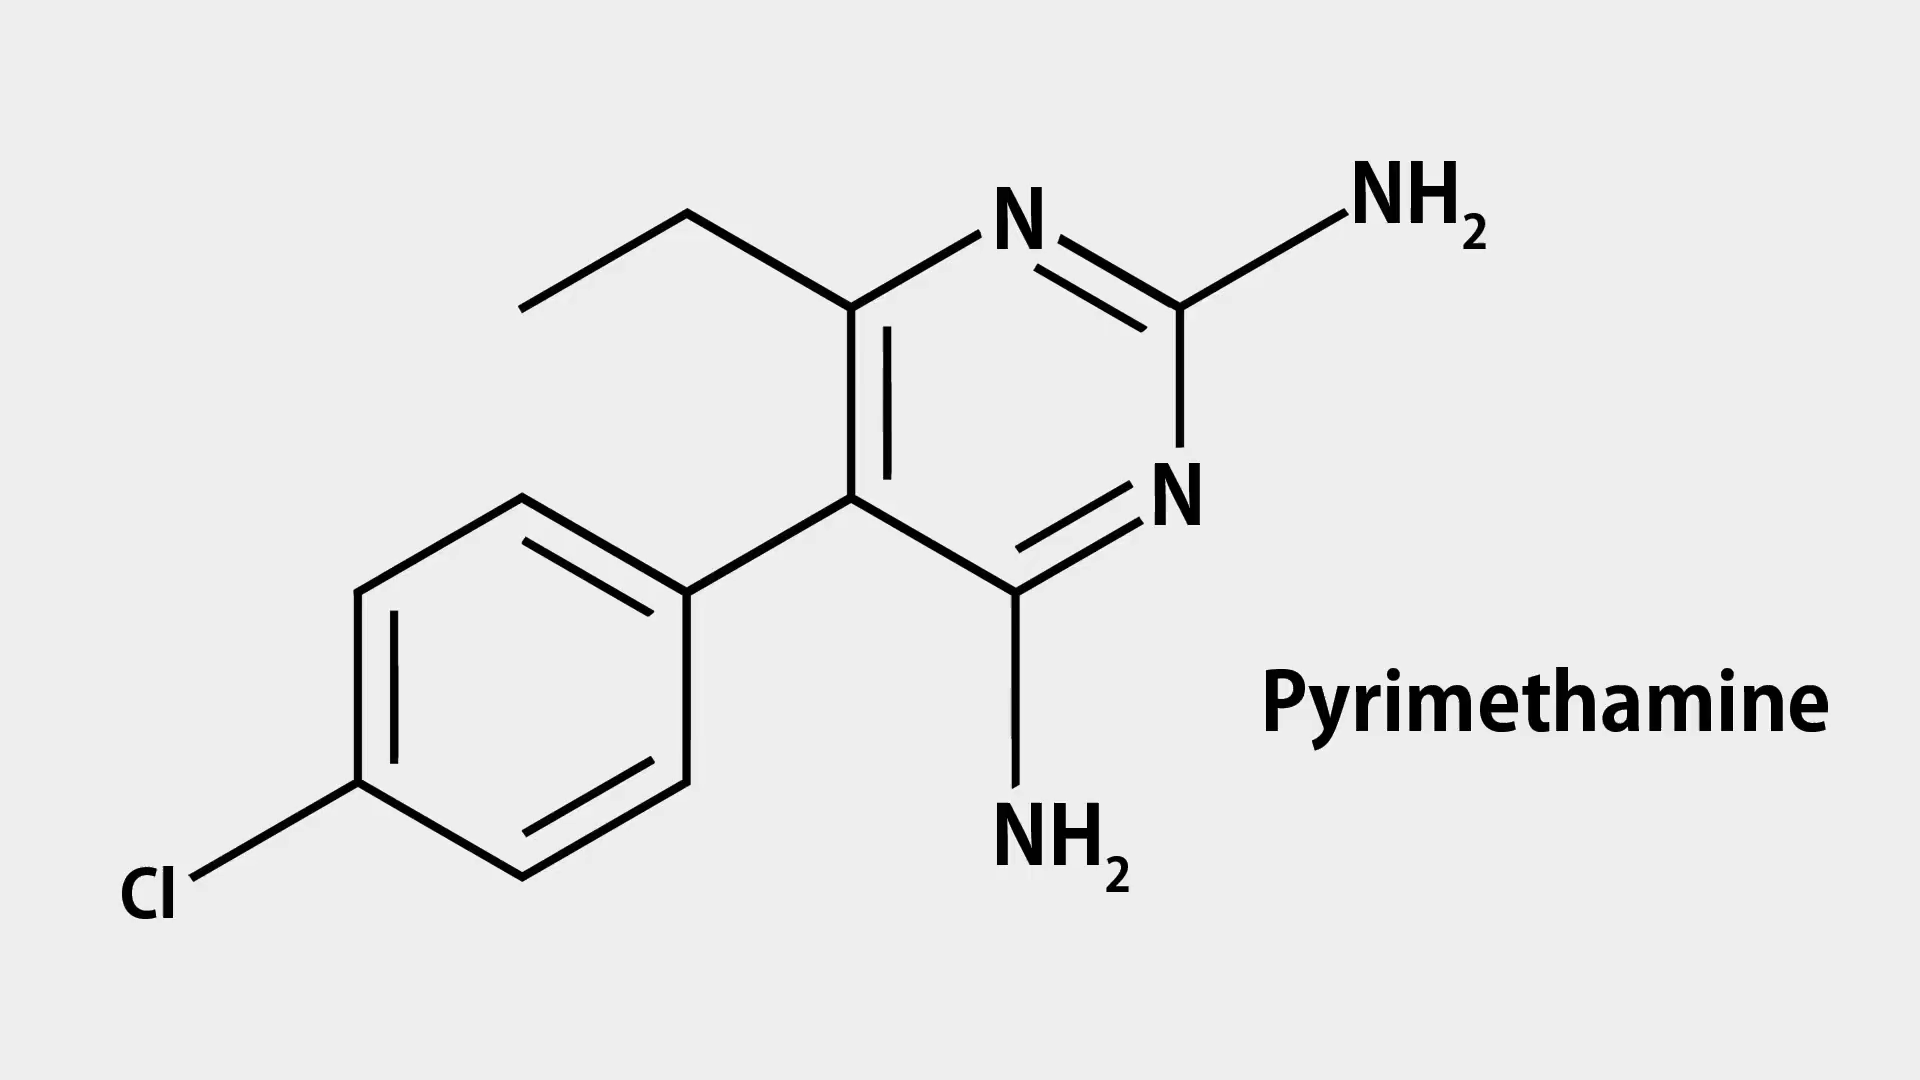 NH₂
N
N
Pyrimethamine
NH₂
Cl